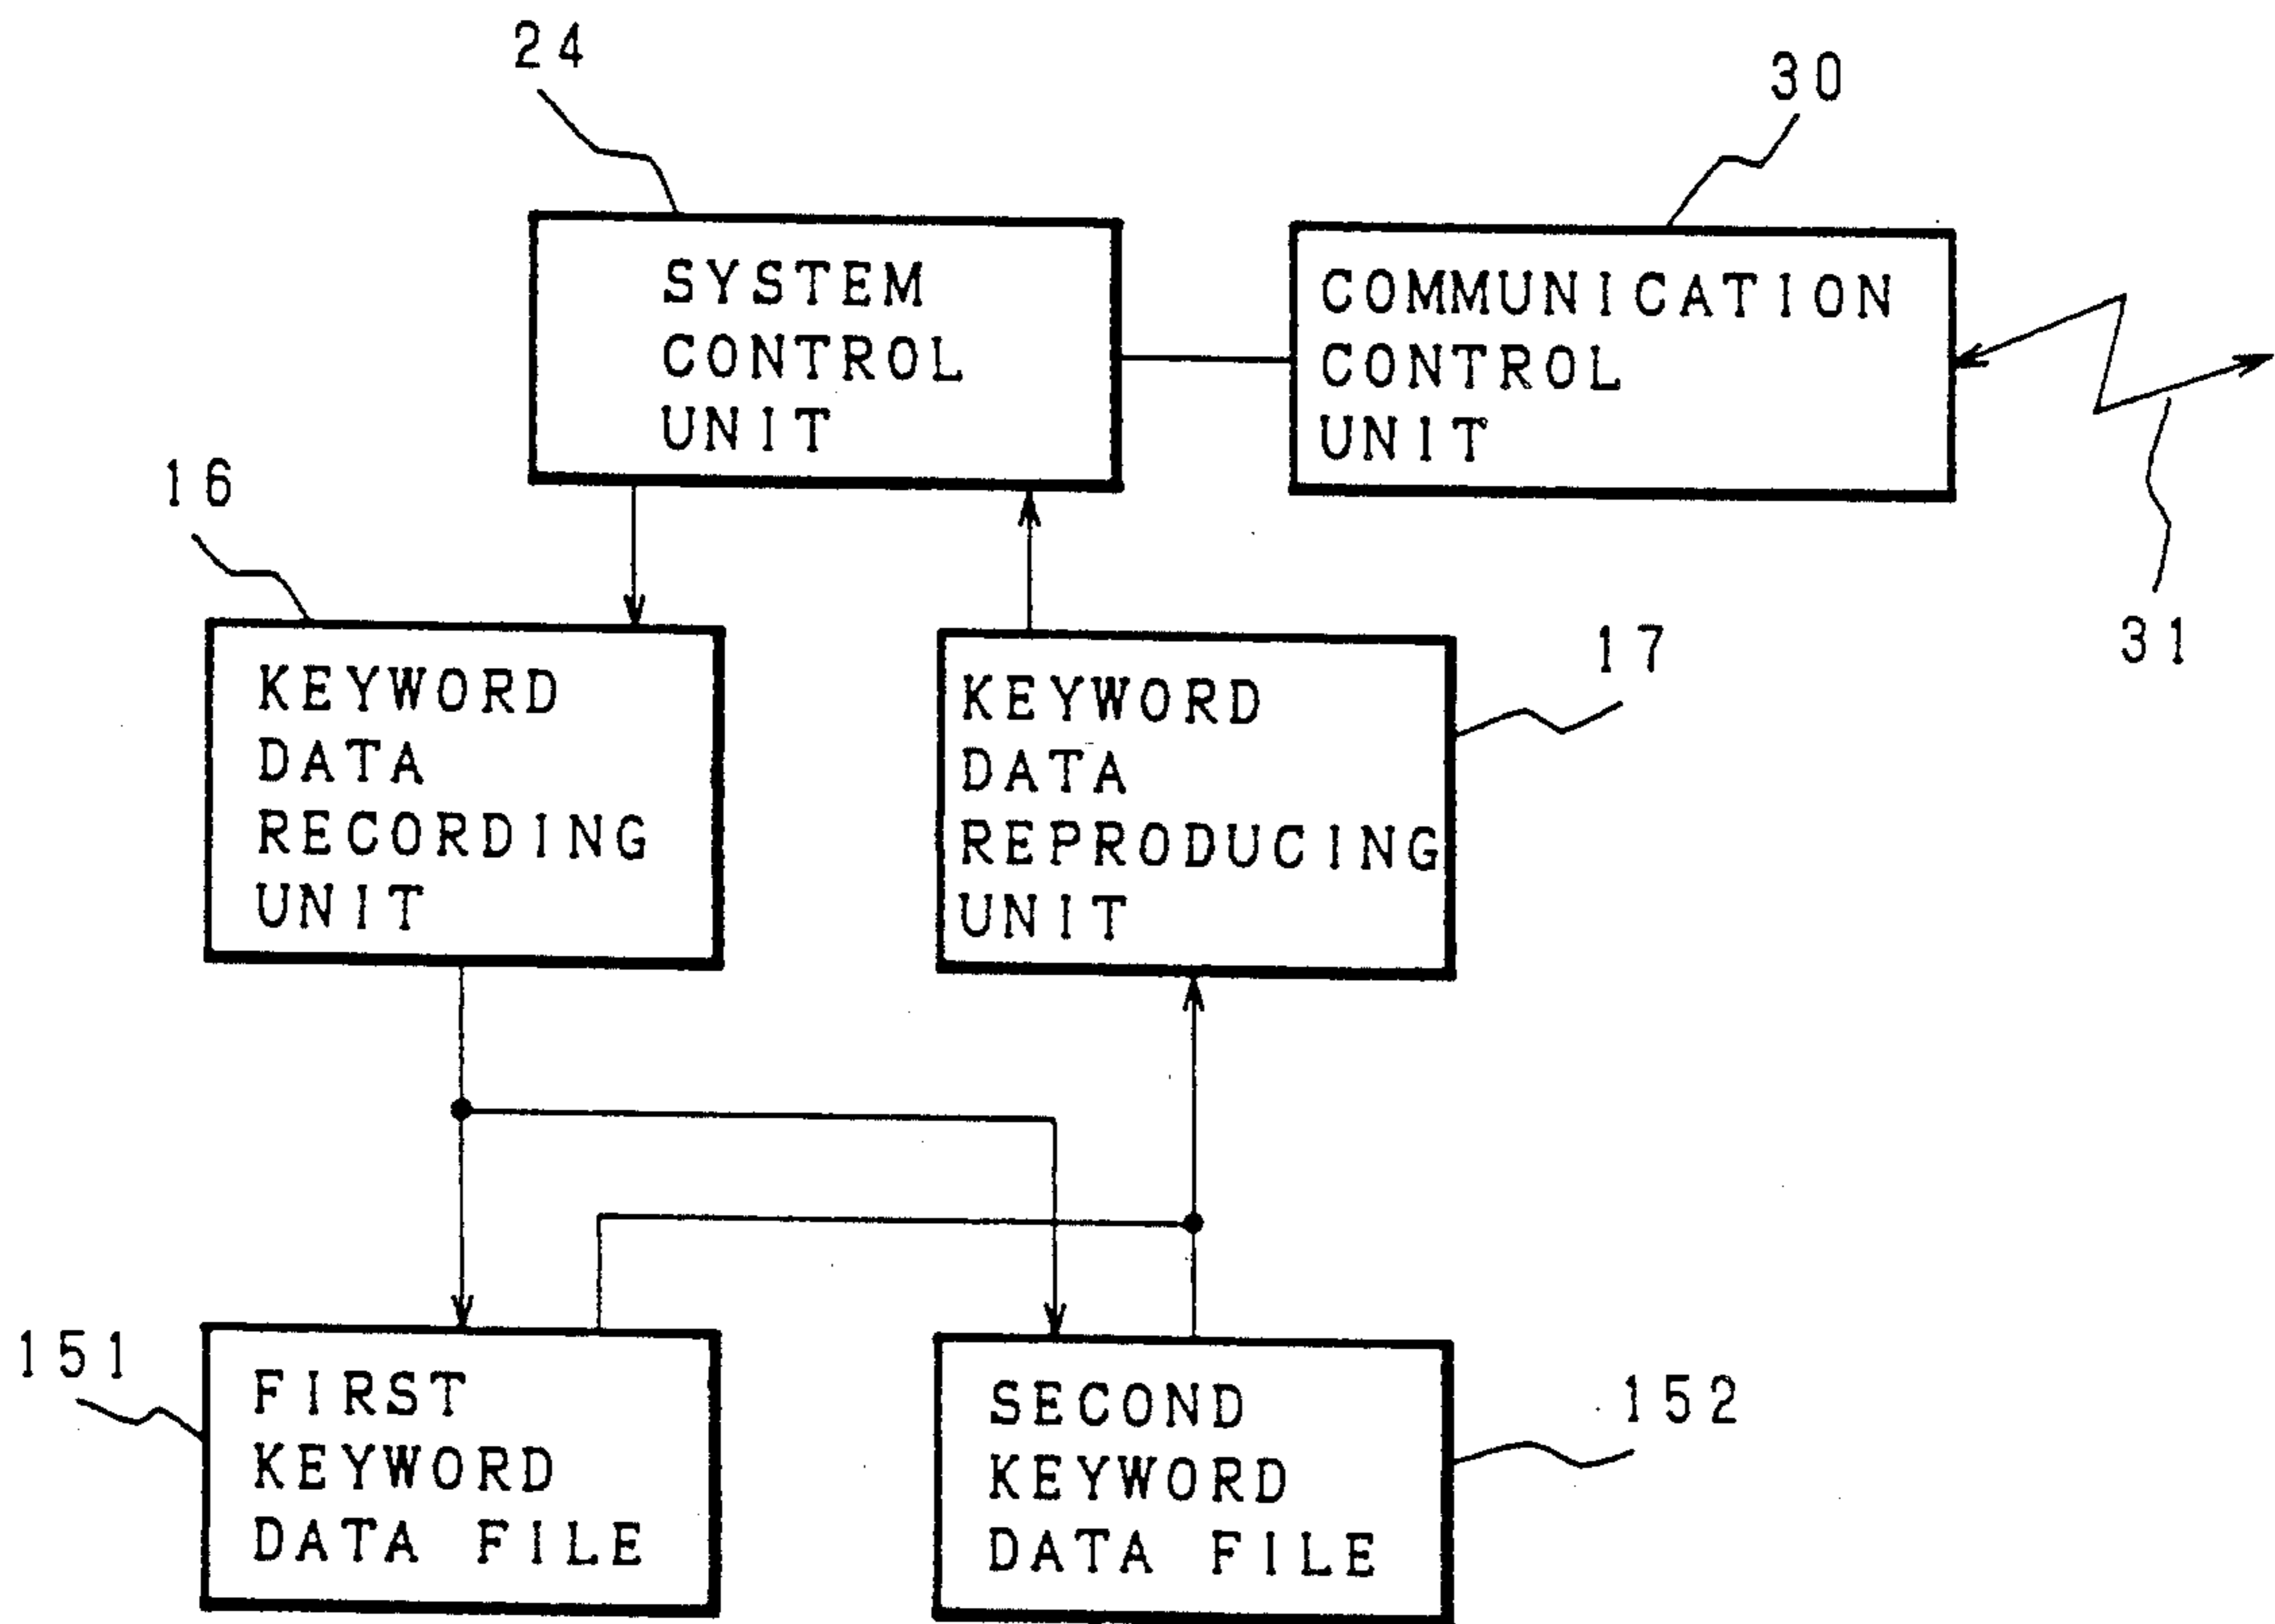 24
30
SYSTEM
CONTROL
UNIT
COMMUNICATION
CONTROL
UNIT
31
16
17
KEYWORD
DATA
RECORDING
UNIT
KEYWORD
DATA
REPRODUCING
UNIT
151
FIRST
KEYWORD
DATA FILE
152
SECOND
KEYWORD
DATA FILE